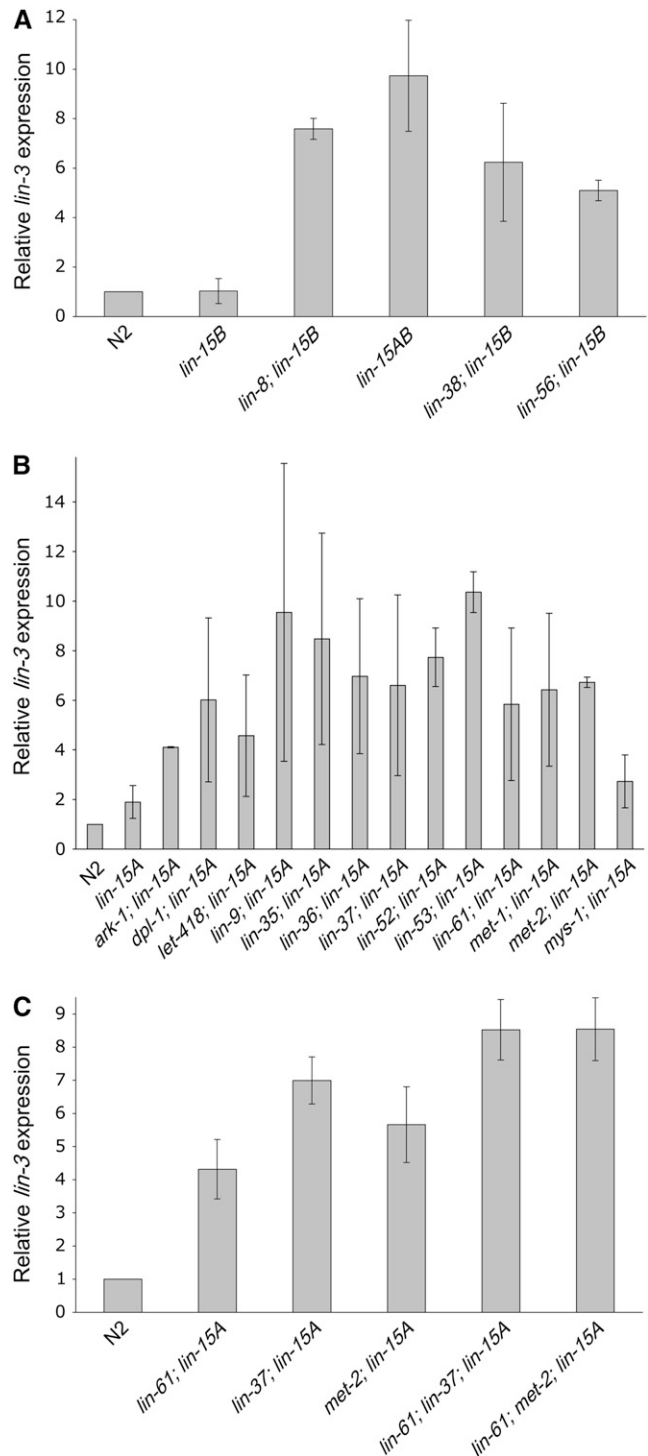 A
Relative lin-3 expression
12
10
8
6
4
2
0
N2
lin-15B
lin-8; lin-15B
lin-15AB
lin-38; lin-15B
lin-56; lin-15B
B
Relative lin-3 expression
14
12
10
8
6
4
2
0
N2
lin-15A
ark-1; lin-15A
dpl-1; lin-15A
let-418; lin-15A
lin-9; lin-15A
lin-35; lin-15A
lin-36; lin-15A
lin-37; lin-15A
lin-52; lin-15A
lin-53; lin-15A
lin-61; lin-15A
met-1; lin-15A
met-2; lin-15A
mys-1; lin-15A
C
Relative lin-3 expression
9
8
7
6
5
4
3
2
1
0
N2
lin-61; lin-15A
lin-37; lin-15A
met-2; lin-15A
lin-61; lin-37; lin-15A
lin-61; met-2; lin-15A